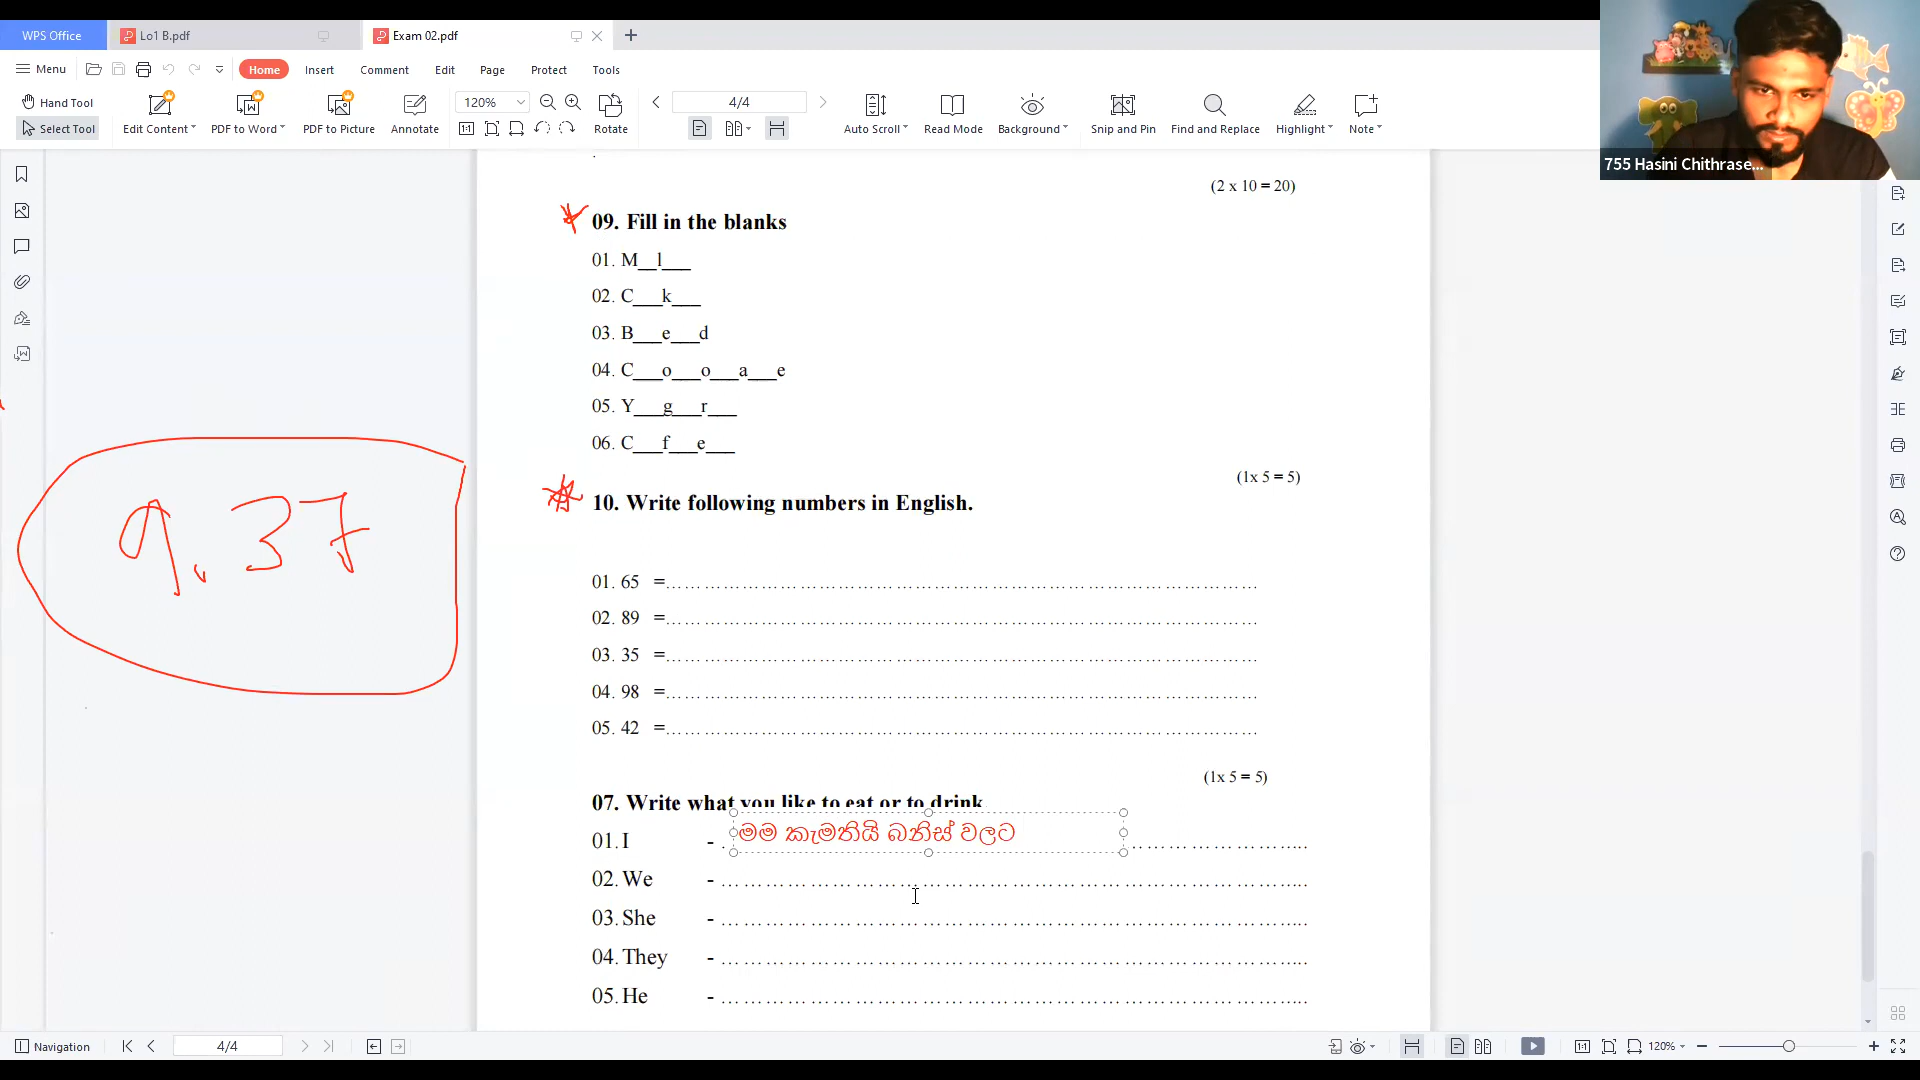 WPS Office
Lo1 B.pdf
Exam 02.pdf
Menu
Home
Insert
Comment
Edit
Page
Protect
Tools
Hand Tool
Select Tool
Edit Content
PDF to Word
PDF to Picture
Annotate
120%
Rotate
4/4
Auto Scroll
Read Mode
Background
Snip and Pin
Find and Replace
Highlight
Note
755 Hasini Chithrase...
(2 x 10 = 20)
09. Fill in the blanks
01. M__l___
02. C___k___
03. B___e___d
04. C___o___o___a___e
05. Y___g___r___
06. C___f___e___
(1x 5 = 5)
10. Write following numbers in English.
9.37
01. 65 =……………………………………………………………………
02. 89 =……………………………………………………………………
03. 35 =……………………………………………………………………
04. 98 =……………………………………………………………………
05. 42 =……………………………………………………………………
(1x 5 = 5)
07. Write what you like to eat or to drink.
01. I - මම කැමතියි බනිස් වලට …………………..
02. We - …………………………………………………………………..
03. She - …………………………………………………………………..
04. They - …………………………………………………………………..
05. He - …………………………………………………………………..
Navigation
4/4
120%